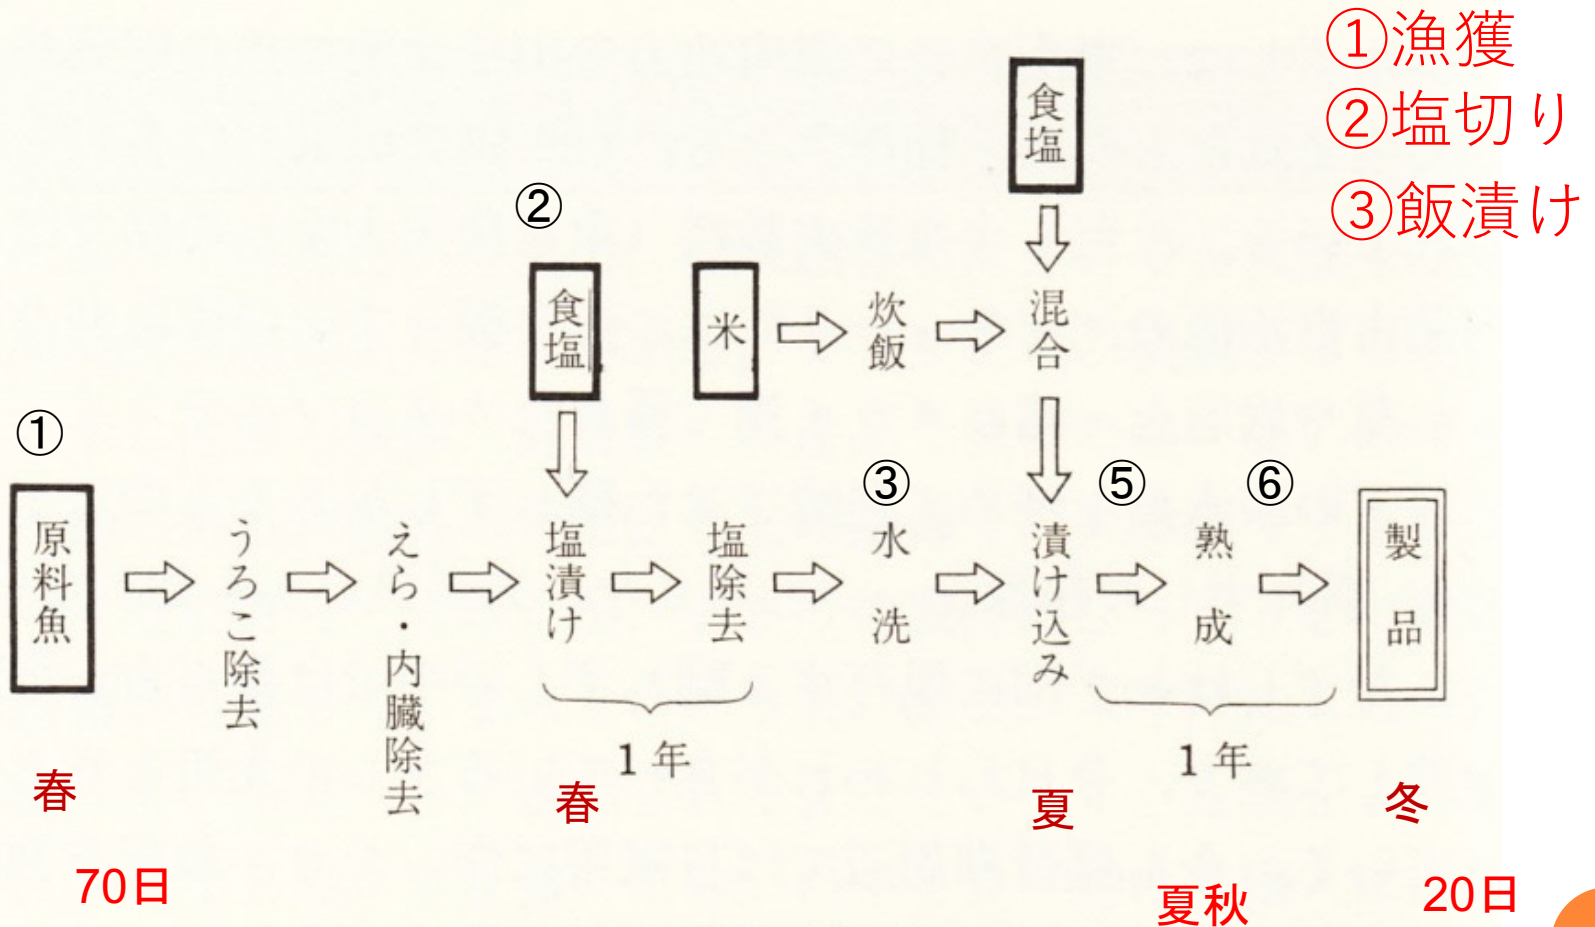 ①漁獲
②塩切り
③飯漬け
食塩
②
食塩
米
炊飯
混合
①
③
⑤
⑥
原料魚
うろこ除去
えら・内臓除去
塩漬け
塩除去
水洗
漬け込み
熟成
製品
1年
1年
春
春
夏
冬
70日
夏秋
20日